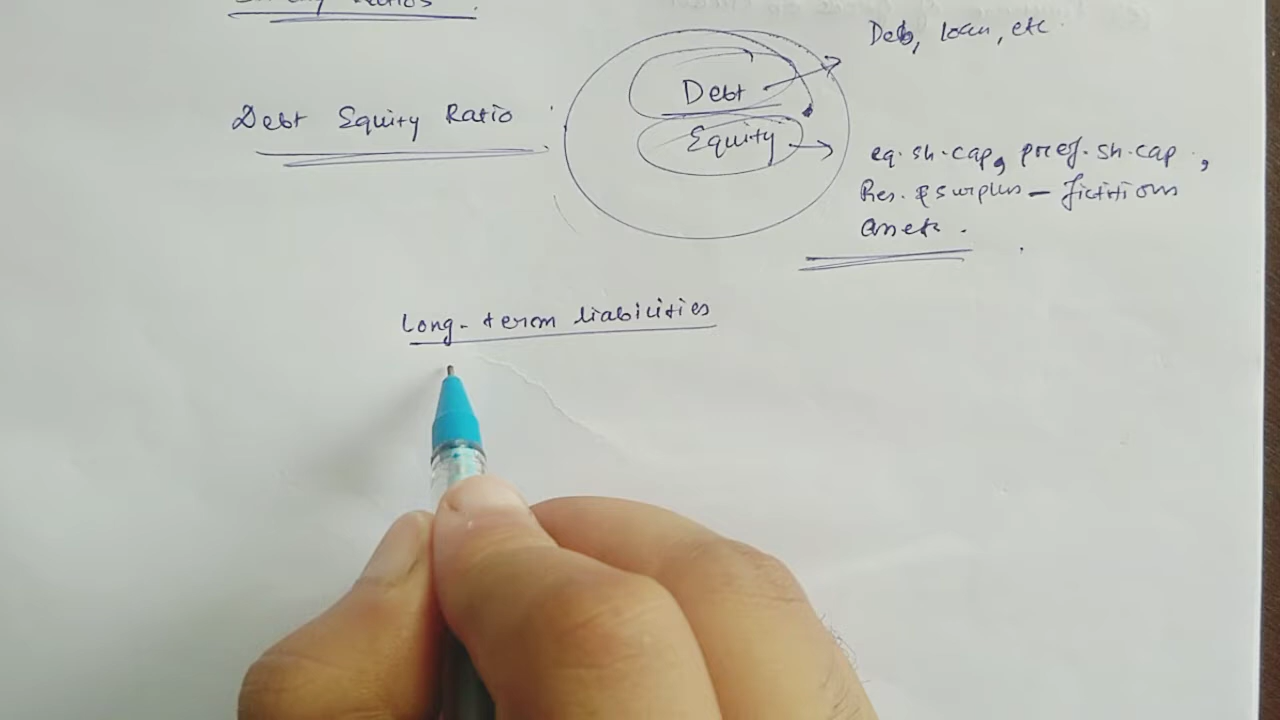 Ratios.
Deb, loan, etc.
Debt
Debt Equity Ratio :
Equity
eq. sh. cap, pref. sh. cap.,
Res. & surplus – fictitious
assets.
Long-term liabilities